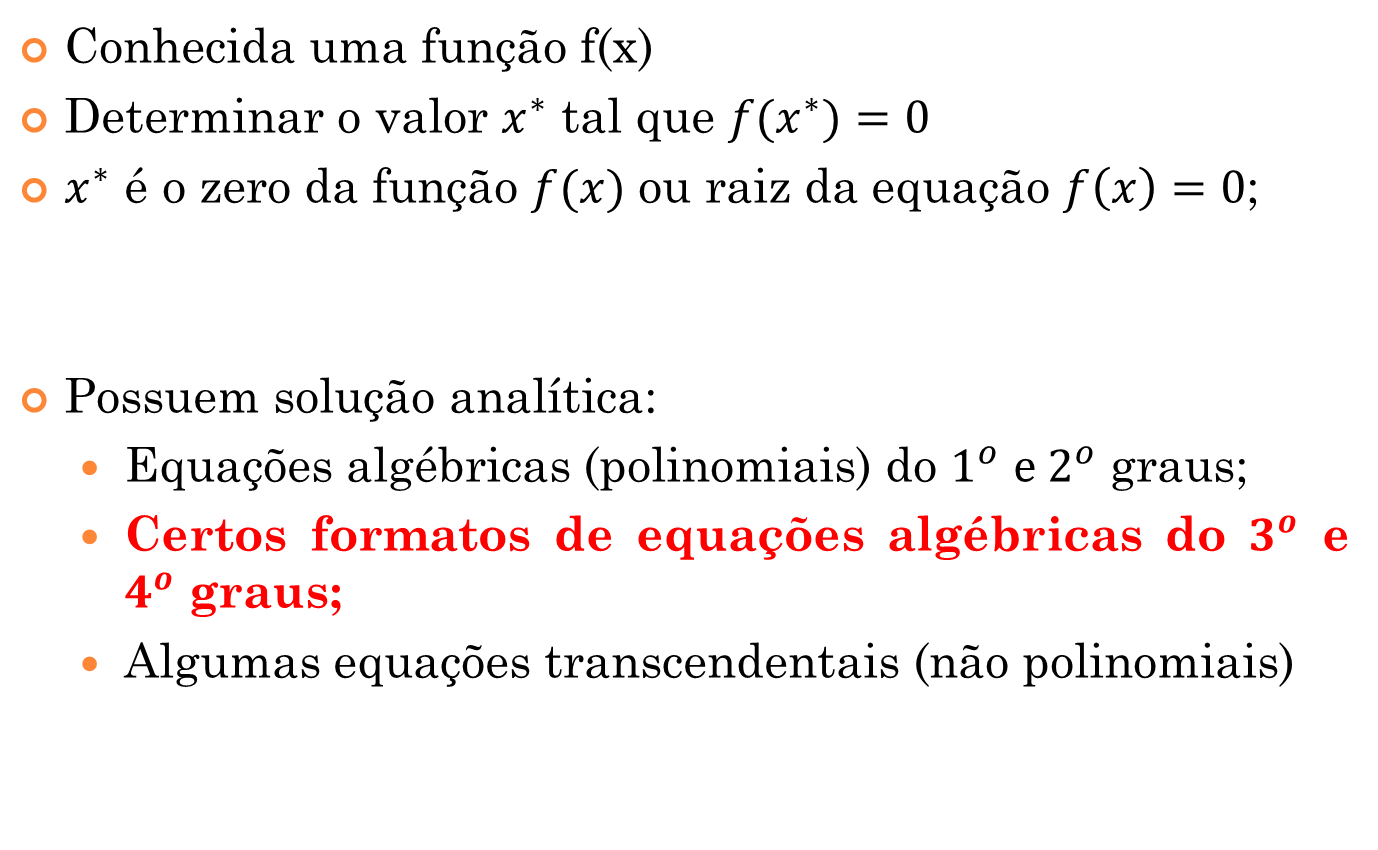 Conhecida uma função f(x)
Determinar o valor x* tal que f(x*) = 0
x* é o zero da função f(x) ou raiz da equação f(x) = 0;
Possuem solução analítica:
Equações algébricas (polinomiais) do 1º e 2º graus;
Certos formatos de equações algébricas do 3º e
4º graus;
Algumas equações transcendentais (não polinomiais)